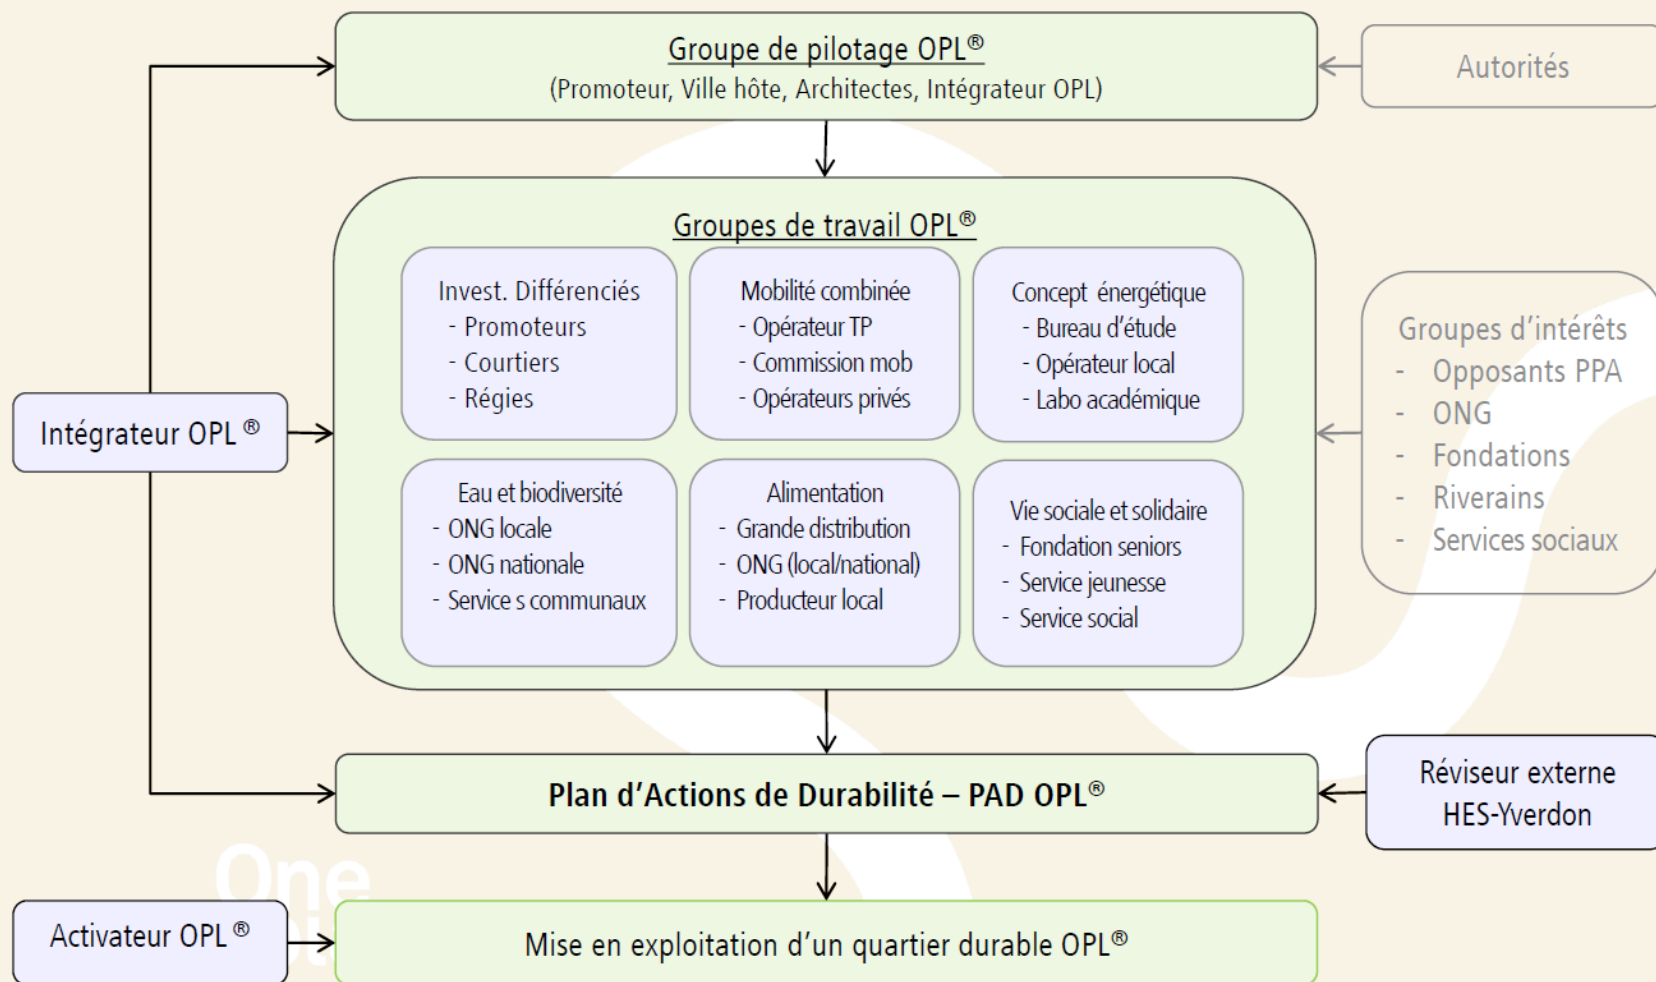 Groupe de pilotage OPL®
(Promoteur, Ville hôte, Architectes, Intégrateur OPL)
Autorités
Groupes de travail OPL®
Invest. Différenciés
- Promoteurs
- Courtiers
- Régies
Mobilité combinée
- Opérateur TP
- Commission mob
- Opérateurs privés
Concept énergétique
- Bureau d’étude
- Opérateur local
- Labo académique
Eau et biodiversité
- ONG locale
- ONG nationale
- Service s communaux
Alimentation
- Grande distribution
- ONG (local/national)
- Producteur local
Vie sociale et solidaire
- Fondation seniors
- Service jeunesse
- Service social
Intégrateur OPL®
Groupes d’intérêts
- Opposants PPA
- ONG
- Fondations
- Riverains
- Services sociaux
Plan d’Actions de Durabilité – PAD OPL®
Réviseur externe
HES-Yverdon
One
Activateur OPL®
Mise en exploitation d’un quartier durable OPL®